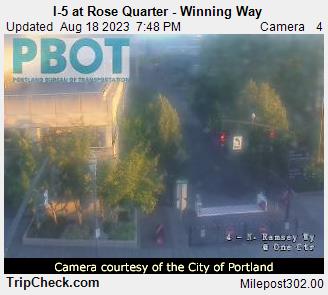 I-5 at Rose Quarter - Winning Way
Updated Aug 18 2023 7:48 PM Camera 4
PBOT
PORTLAND BUREAU OF TRANSPORTATION
4 - N. Ramsey Wy
@ One Ctr
Camera courtesy of the City of Portland
TripCheck.com Milepost302.00